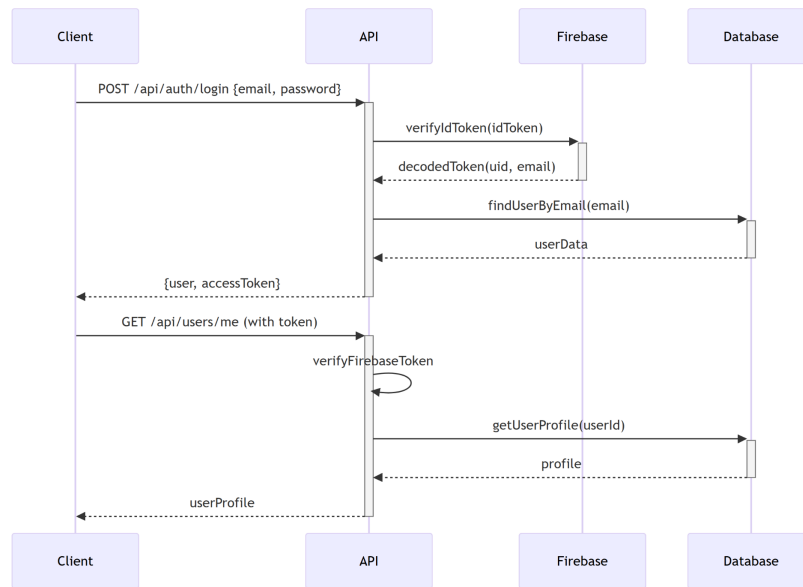 Client
API
Firebase
Database
POST /api/auth/login {email, password}
verifyIdToken(idToken)
decodedToken(uid, email)
findUserByEmail(email)
userData
{user, accessToken}
GET /api/users/me (with token)
verifyFirebaseToken
getUserProfile(userId)
profile
userProfile
Client
API
Firebase
Database